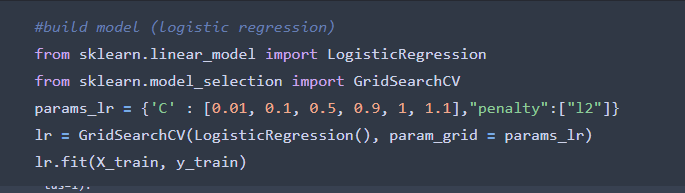 #build model (logistic regression)
from sklearn.linear_model import LogisticRegression
from sklearn.model_selection import GridSearchCV
params_lr = {'C' : [0.01, 0.1, 0.5, 0.9, 1, 1.1],"penalty":["l2"]}
lr = GridSearchCV(LogisticRegression(), param_grid = params_lr)
lr.fit(X_train, y_train)